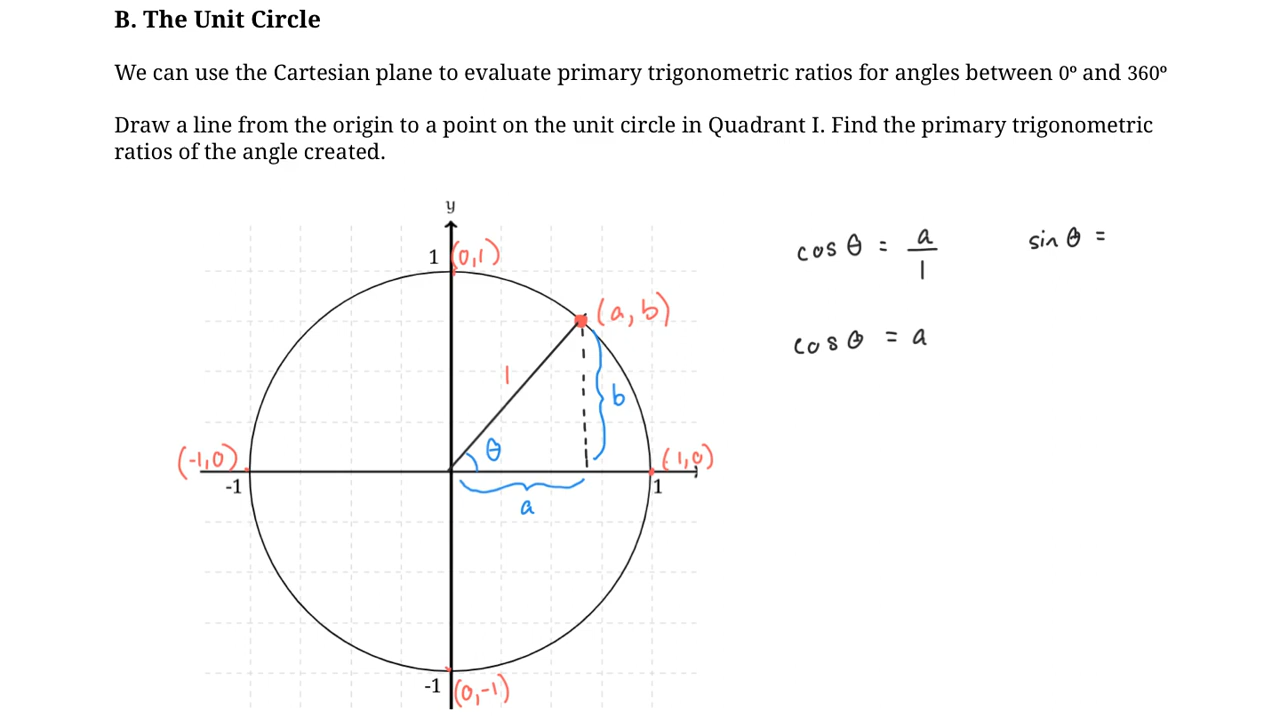 B. The Unit Circle
We can use the Cartesian plane to evaluate primary trigonometric ratios for angles between 0º and 360º
Draw a line from the origin to a point on the unit circle in Quadrant I. Find the primary trigonometric
ratios of the angle created.
y
1 (0,1)
cos θ = a/1
sin θ =
(a, b)
cos θ = a
1
b
θ
(-1,0)
(1,0)
-1
1
a
-1 (0,-1)